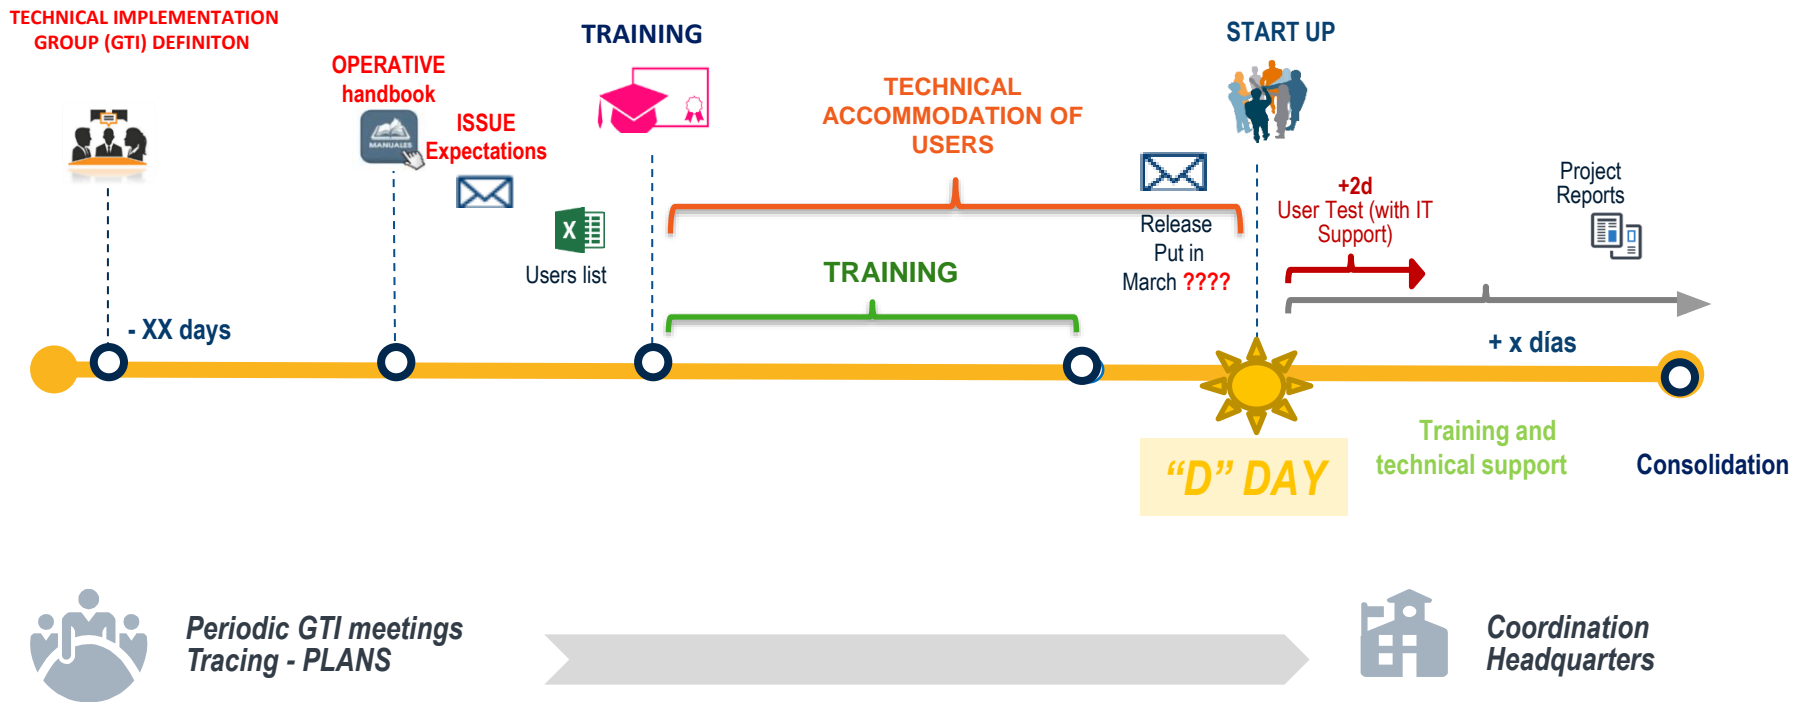 TECHNICAL IMPLEMENTATION
GROUP (GTI) DEFINITON
OPERATIVE
handbook
MANUALES
ISSUE
Expectations
Users list
TRAINING
TECHNICAL
ACCOMMODATION OF
USERS
TRAINING
Release
Put in
March ????
START UP
+2d
User Test (with IT
Support)
Project
Reports
- XX days
+ x días
“D” DAY
Training and
technical support
Consolidation
Periodic GTI meetings
Tracing - PLANS
Coordination
Headquarters